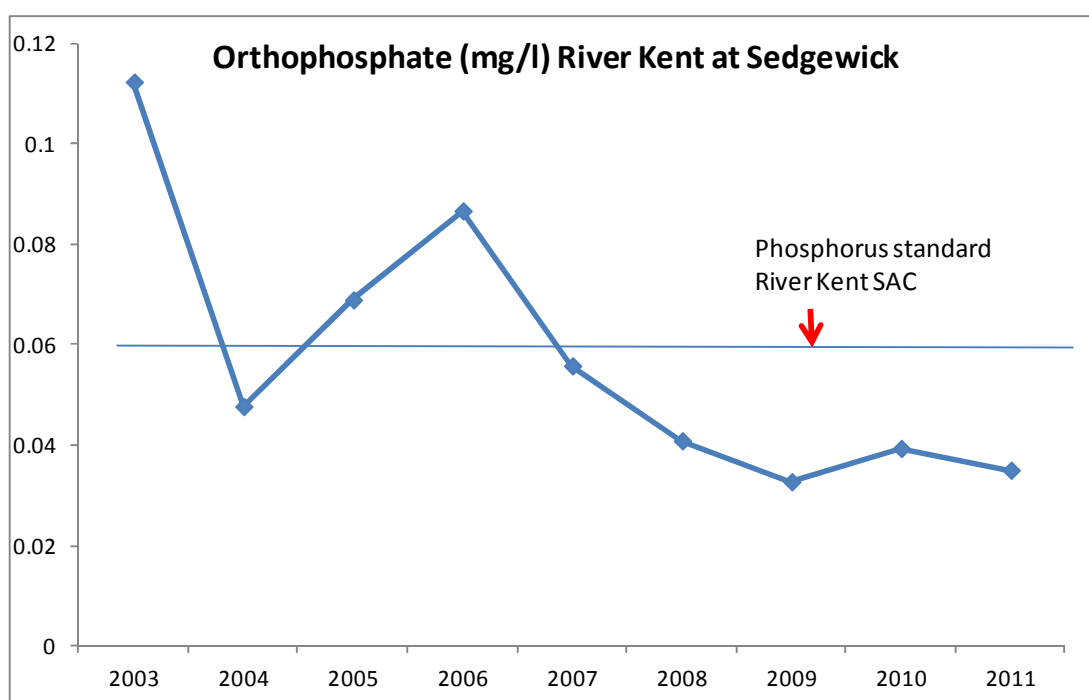 Orthophosphate (mg/l) River Kent at Sedgewick
0.12
0.1
0.08
0.06
0.04
0.02
0
Phosphorus standard
River Kent SAC
2003 2004 2005 2006 2007 2008 2009 2010 2011